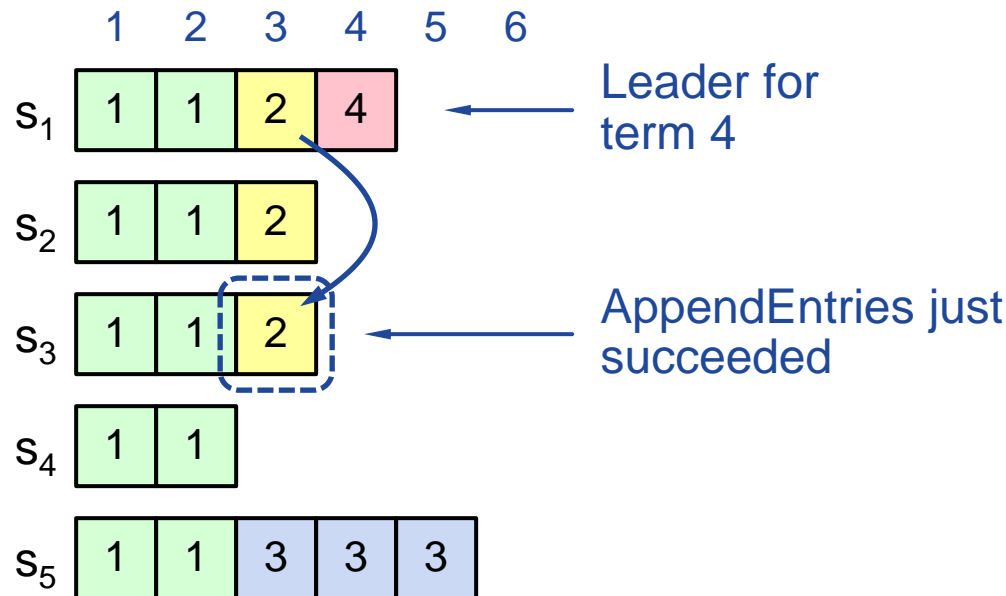 1 2 3 4 5 6
s1 1 1 2 4 Leader for
term 4
s2 1 1 2
s3 1 1 2 AppendEntries just
succeeded
s4 1 1
s5 1 1 3 3 3